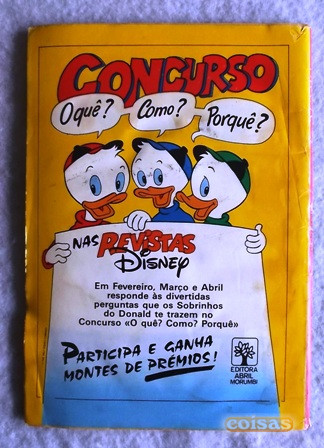 CONCURSO
O quê? Como? Porquê?
NAS REVISTAS
Disney
Em Fevereiro, Março e Abril
responde às divertidas
perguntas que os Sobrinhos
do Donald te trazem no
Concurso «O quê? Como? Porquê»
PARTICIPA E GANHA
MONTES DE PRÉMIOS!
EDITORA
ABRIL
MORUMBI
coisas